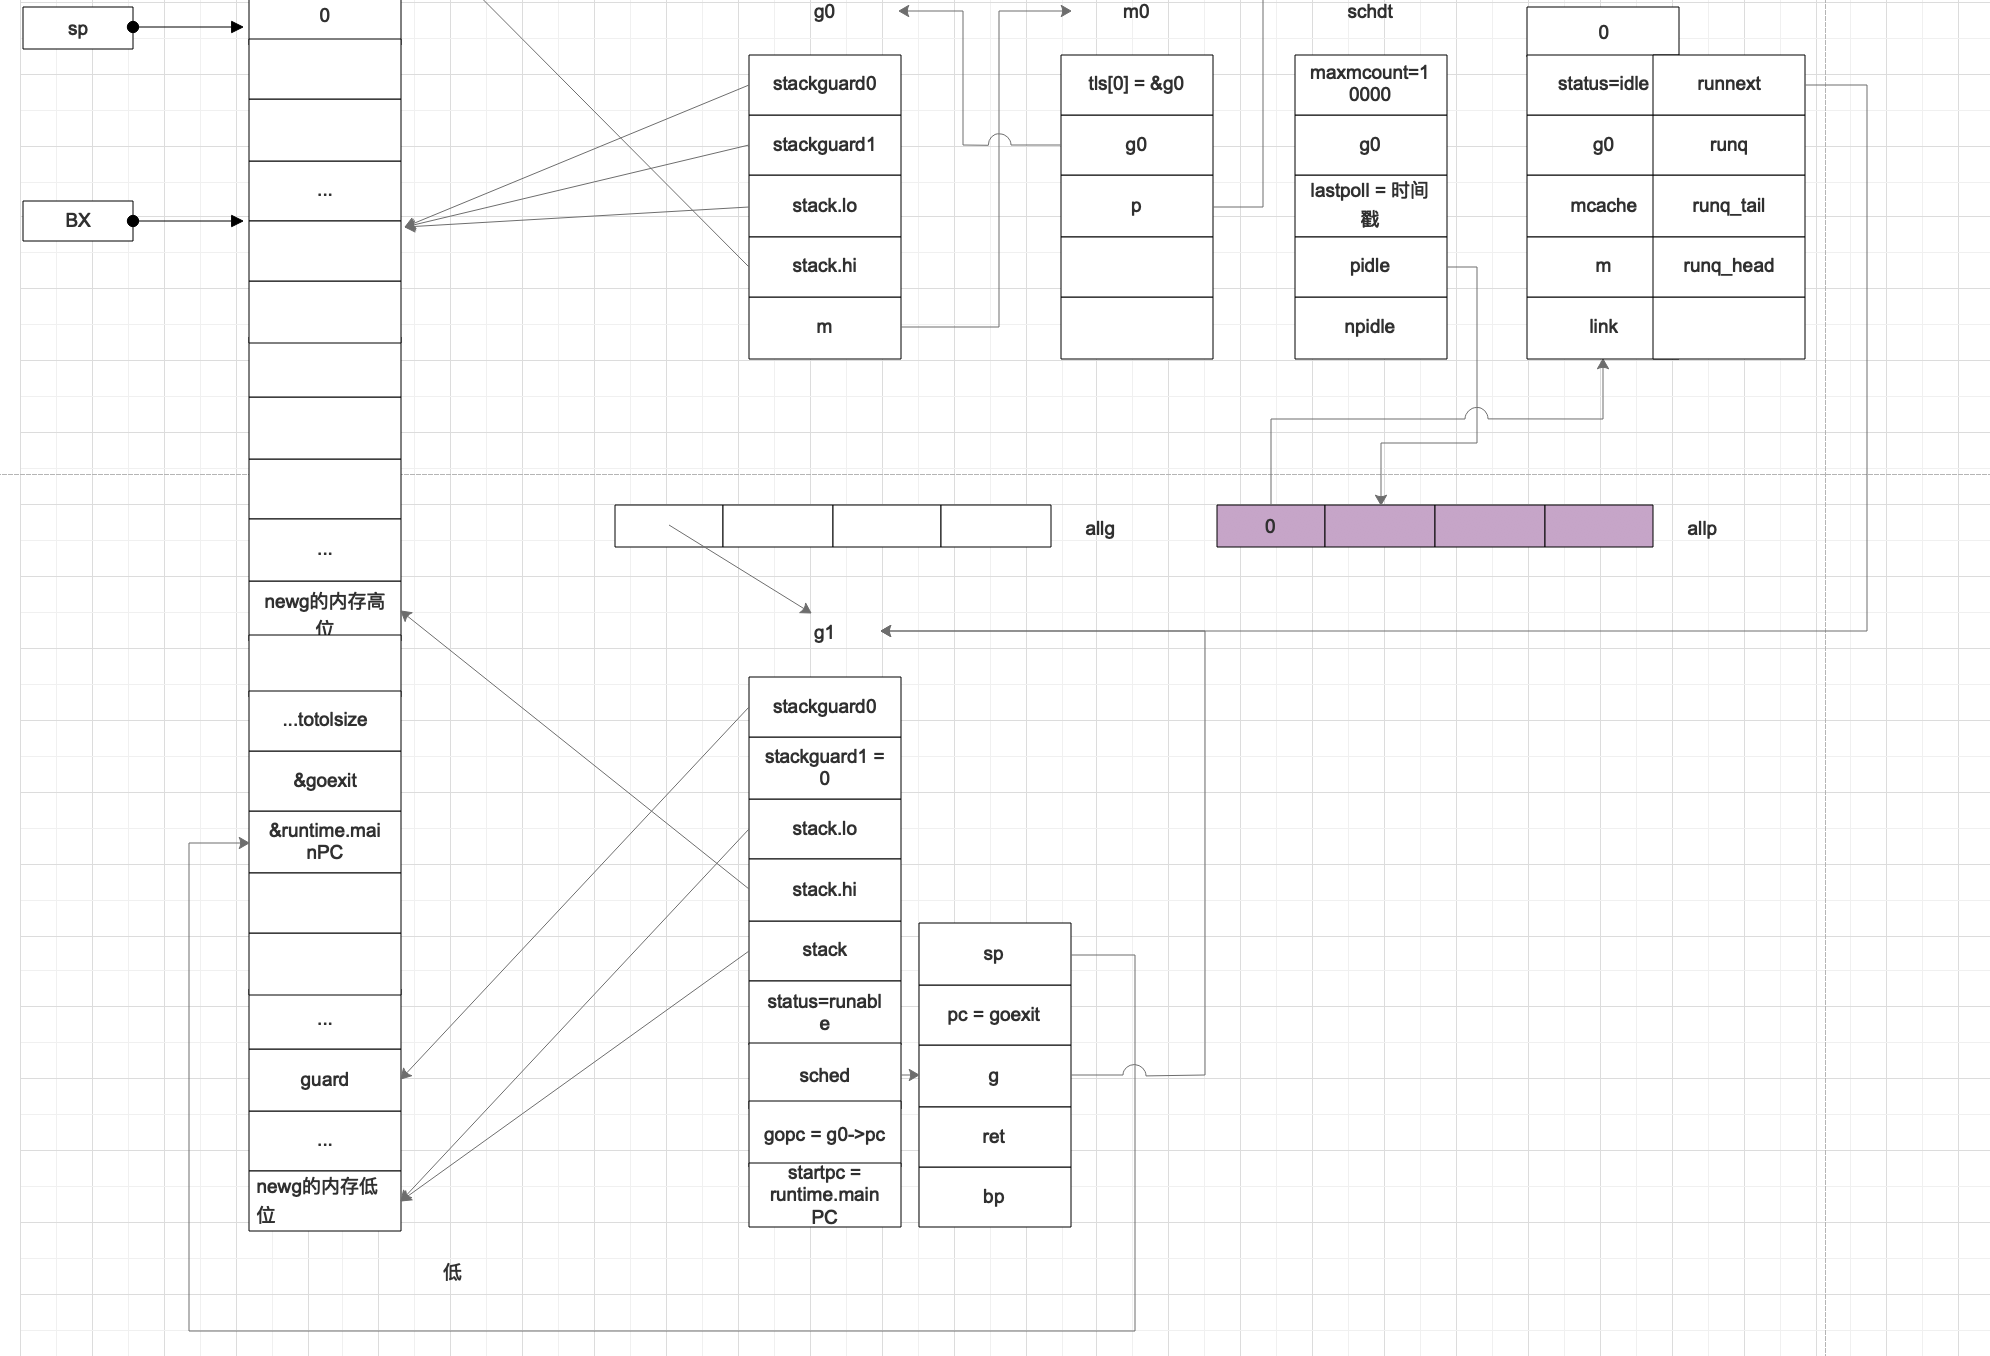 sp
0
...
BX
g0
stackguard0
stackguard1
stack.lo
stack.hi
m
m0
tls[0] = &g0
g0
p
schdt
maxmcount=1
0000
g0
lastpoll = 时间
戳
pidle
npidle
0
status=idle
g0
mcache
m
link
runnext
runq
runq_tail
runq_head
allg
0
allp
...
newg的内存高
位
...totolsize
&goexit
&runtime.mai
nPC
...
guard
...
newg的内存低
位
低
g1
stackguard0
stackguard1 =
0
stack.lo
stack.hi
stack
status=runabl
e
sched
gopc = g0->pc
startpc =
runtime.main
PC
sp
pc = goexit
g
ret
bp